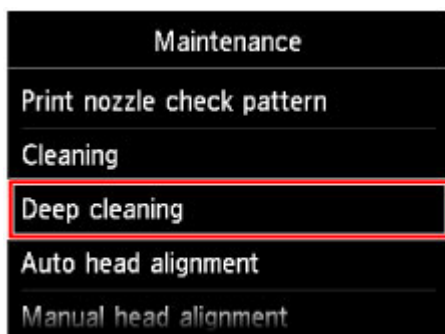 Maintenance
Print nozzle check pattern
Cleaning
Deep cleaning
Auto head alignment
Manual head alignment